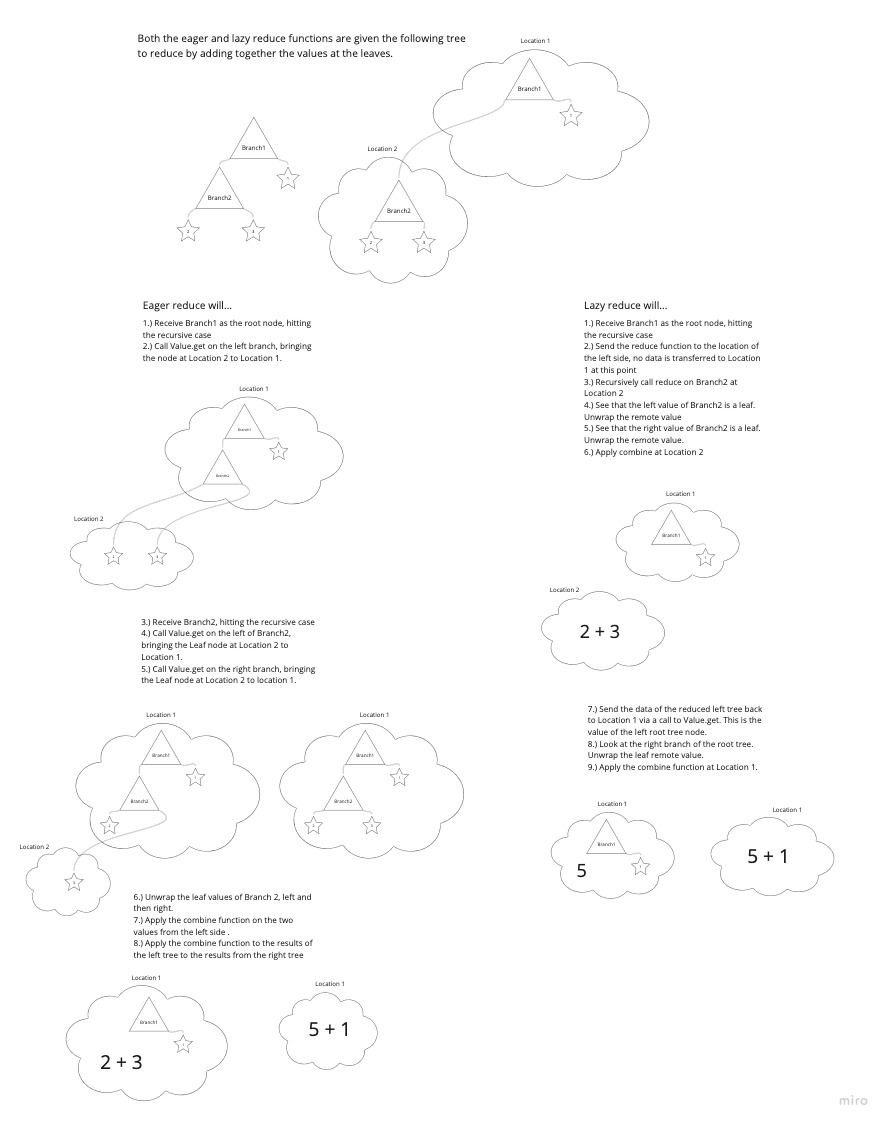 Both the eager and lazy reduce functions are given the following tree
to reduce by adding together the values at the leaves.
Location 1
Branch1
1
Location 2
Branch2
2
3
Branch1
1
Branch2
2
3
Eager reduce will...
1.) Receive Branch1 as the root node, hitting
the recursive case
2.) Call Value.get on the left branch, bringing
the node at Location 2 to Location 1.
Location 1
Branch1
1
Branch2
Location 2
2
3
3.) Receive Branch2, hitting the recursive case
4.) Call Value.get on the left of Branch2,
bringing the Leaf node at Location 2 to
Location 1.
5.) Call Value.get on the right branch, bringing
the Leaf node at Location 2 to location 1.
Location 1
Branch1
1
Branch2
2
Location 2
3
Location 1
Branch1
1
Branch2
2
3
6.) Unwrap the leaf values of Branch 2, left and
then right.
7.) Apply the combine function on the two
values from the left side .
8.) Apply the combine function to the results of
the left tree to the results from the right tree
Location 1
Branch1
1
2 + 3
Location 1
5 + 1
Lazy reduce will...
1.) Receive Branch1 as the root node, hitting
the recursive case
2.) Send the reduce function to the location of
the left side, no data is transferred to Location
1 at this point
3.) Recursively call reduce on Branch2 at
Location 2
4.) See that the left value of Branch2 is a leaf.
Unwrap the remote value
5.) See that the right value of Branch2 is a leaf.
Unwrap the remote value.
6.) Apply combine at Location 2
Location 1
Branch1
1
Location 2
2 + 3
7.) Send the data of the reduced left tree back
to Location 1 via a call to Value.get. This is the
value of the left root tree node.
8.) Look at the right branch of the root tree.
Unwrap the leaf remote value.
9.) Apply the combine function at Location 1.
Location 1
Branch1
1
5
Location 1
5 + 1
miro